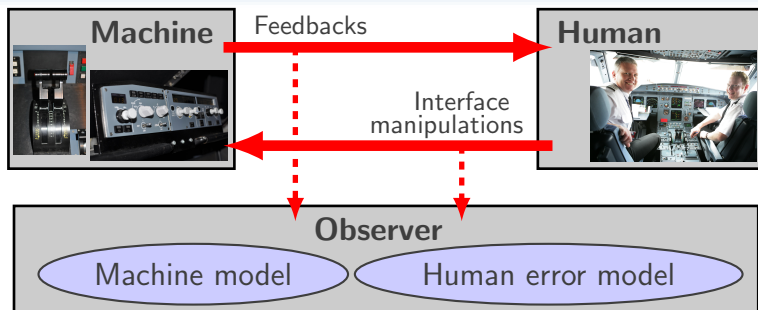 Machine
Feedbacks
Human
Interface
manipulations
Observer
Machine model
Human error model